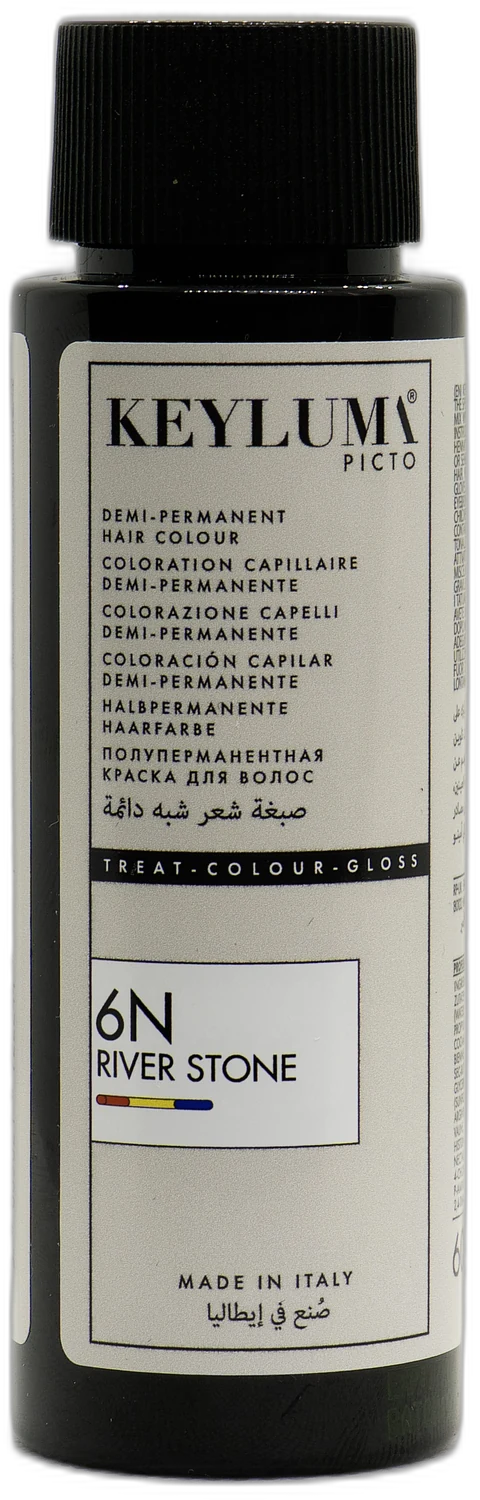 KEYLUMA®
PICTO
DEMI-PERMANENT
HAIR COLOUR
COLORATION CAPILLAIRE
DEMI-PERMANENTE
COLORAZIONE CAPELLI
DEMI-PERMANENTE
COLORACIÓN CAPILAR
DEMI-PERMANENTE
HALBPERMANENTE
HAARFARBE
ПОЛУПЕРМАНЕНТНАЯ
КРАСКА ДЛЯ ВОЛОС
صبغة شعر شبه دائمة
TREAT-COLOUR-GLOSS
6N
RIVER STONE
MADE IN ITALY
صُنع في إيطاليا